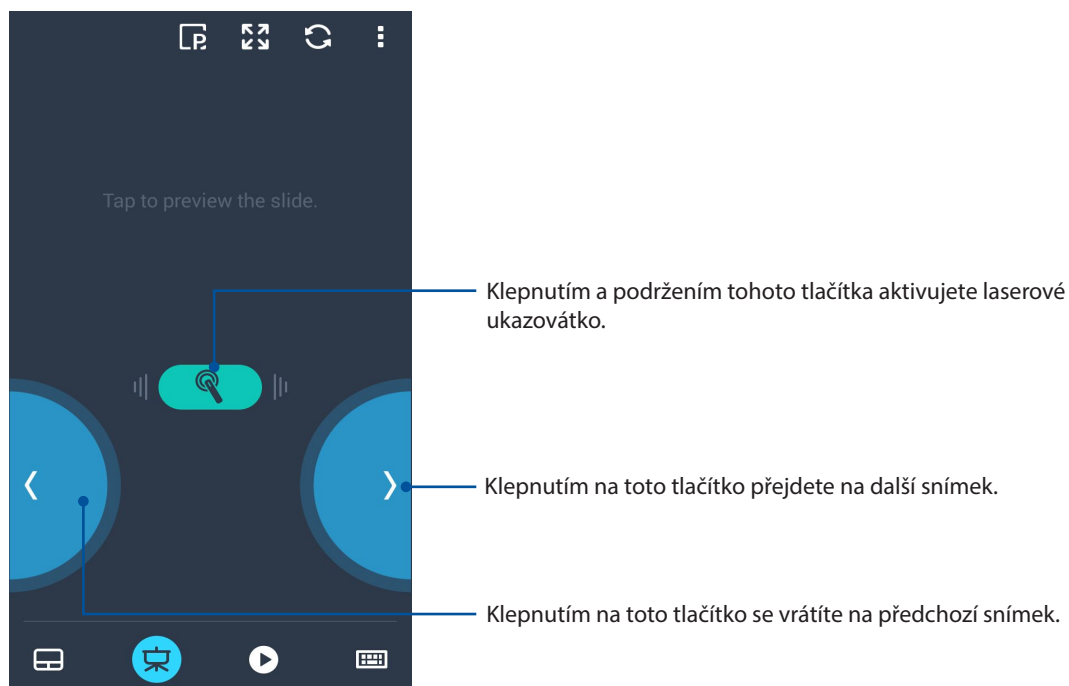 Tap to preview the slide.
Klepnutím a podržením tohoto tlačítka aktivujete laserové
ukazovátko.
Klepnutím na toto tlačítko přejdete na další snímek.
Klepnutím na toto tlačítko se vrátíte na předchozí snímek.